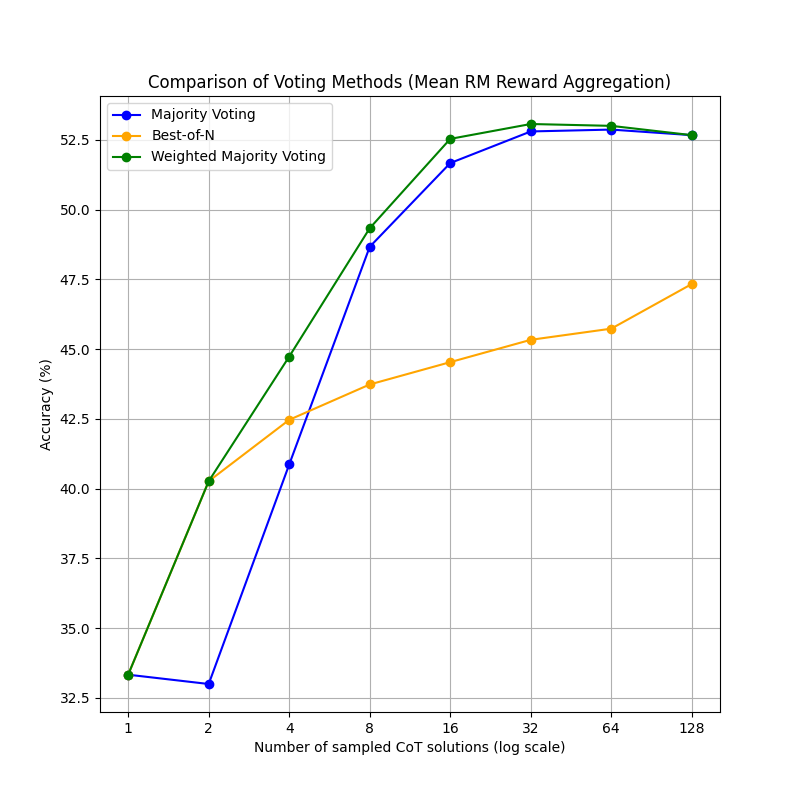 Comparison of Voting Methods (Mean RM Reward Aggregation)
Majority Voting
Best-of-N
Weighted Majority Voting
Accuracy (%)
52.5
50.0
47.5
45.0
42.5
40.0
37.5
35.0
32.5
1 2 4 8 16 32 64 128
Number of sampled CoT solutions (log scale)